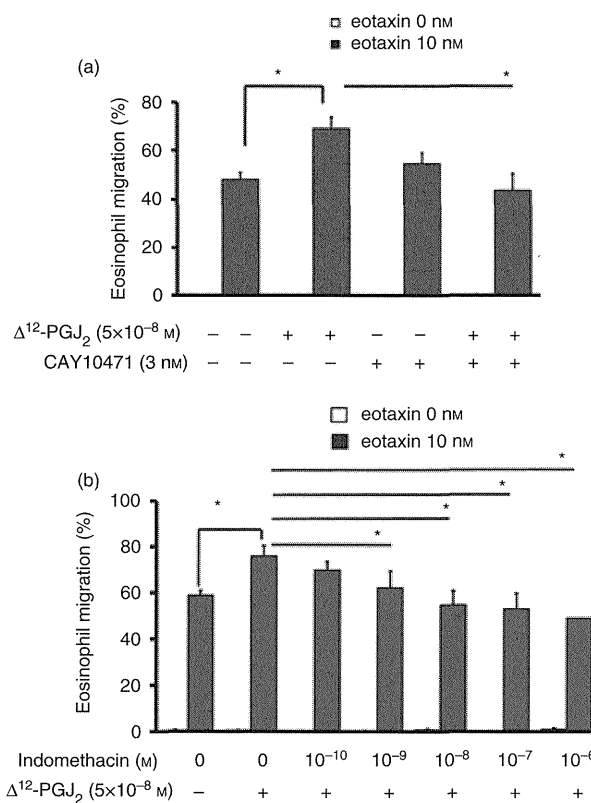 eotaxin 0 nM
eotaxin 10 nM
(a)
* *
Eosinophil migration (%)
80
60
40
20
0
Δ¹²-PGJ₂ (5×10⁻⁸ M) – – + + – – + +
CAY10471 (3 nM) – – – – + + + +
eotaxin 0 nM
eotaxin 10 nM
(b)
* * * * *
Eosinophil migration (%)
100
80
60
40
20
0
Indomethacin (M) 0 0 10⁻¹⁰ 10⁻⁹ 10⁻⁸ 10⁻⁷ 10⁻⁶
Δ¹²-PGJ₂ (5×10⁻⁸ M) – + + + + + +